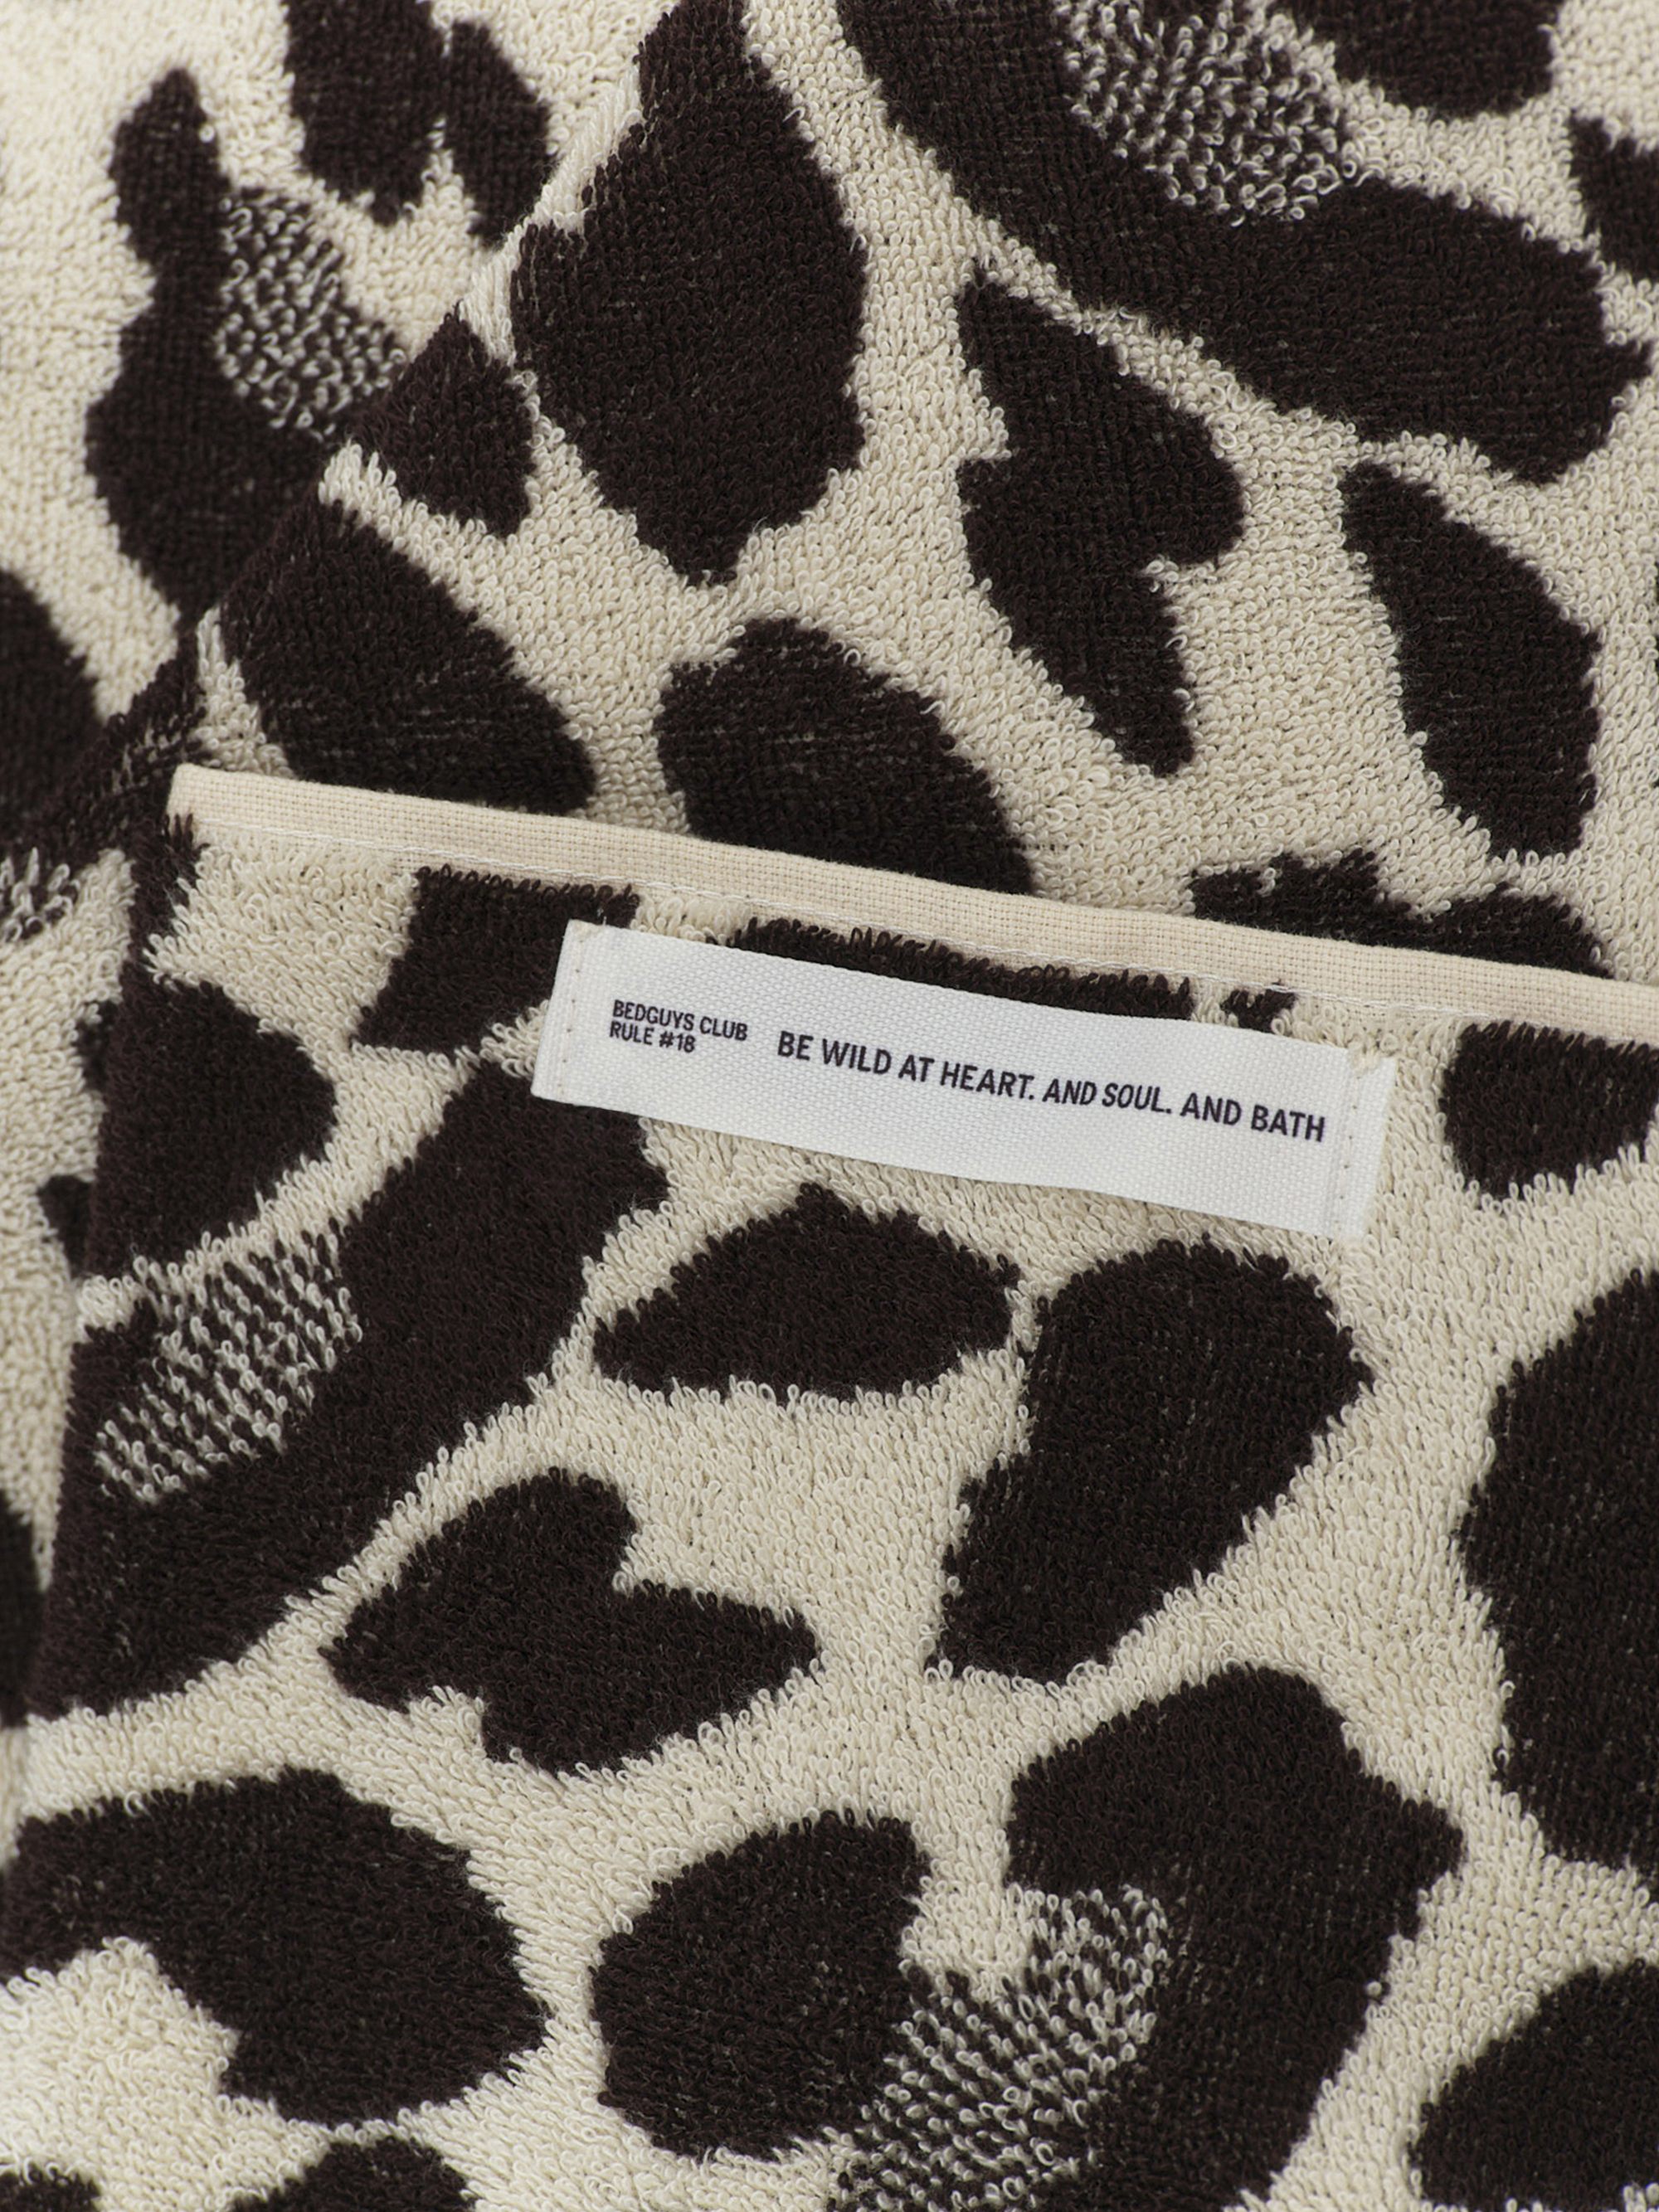 BEDGUYS CLUB
RULE #18
BE WILD AT HEART. AND SOUL. AND BATH